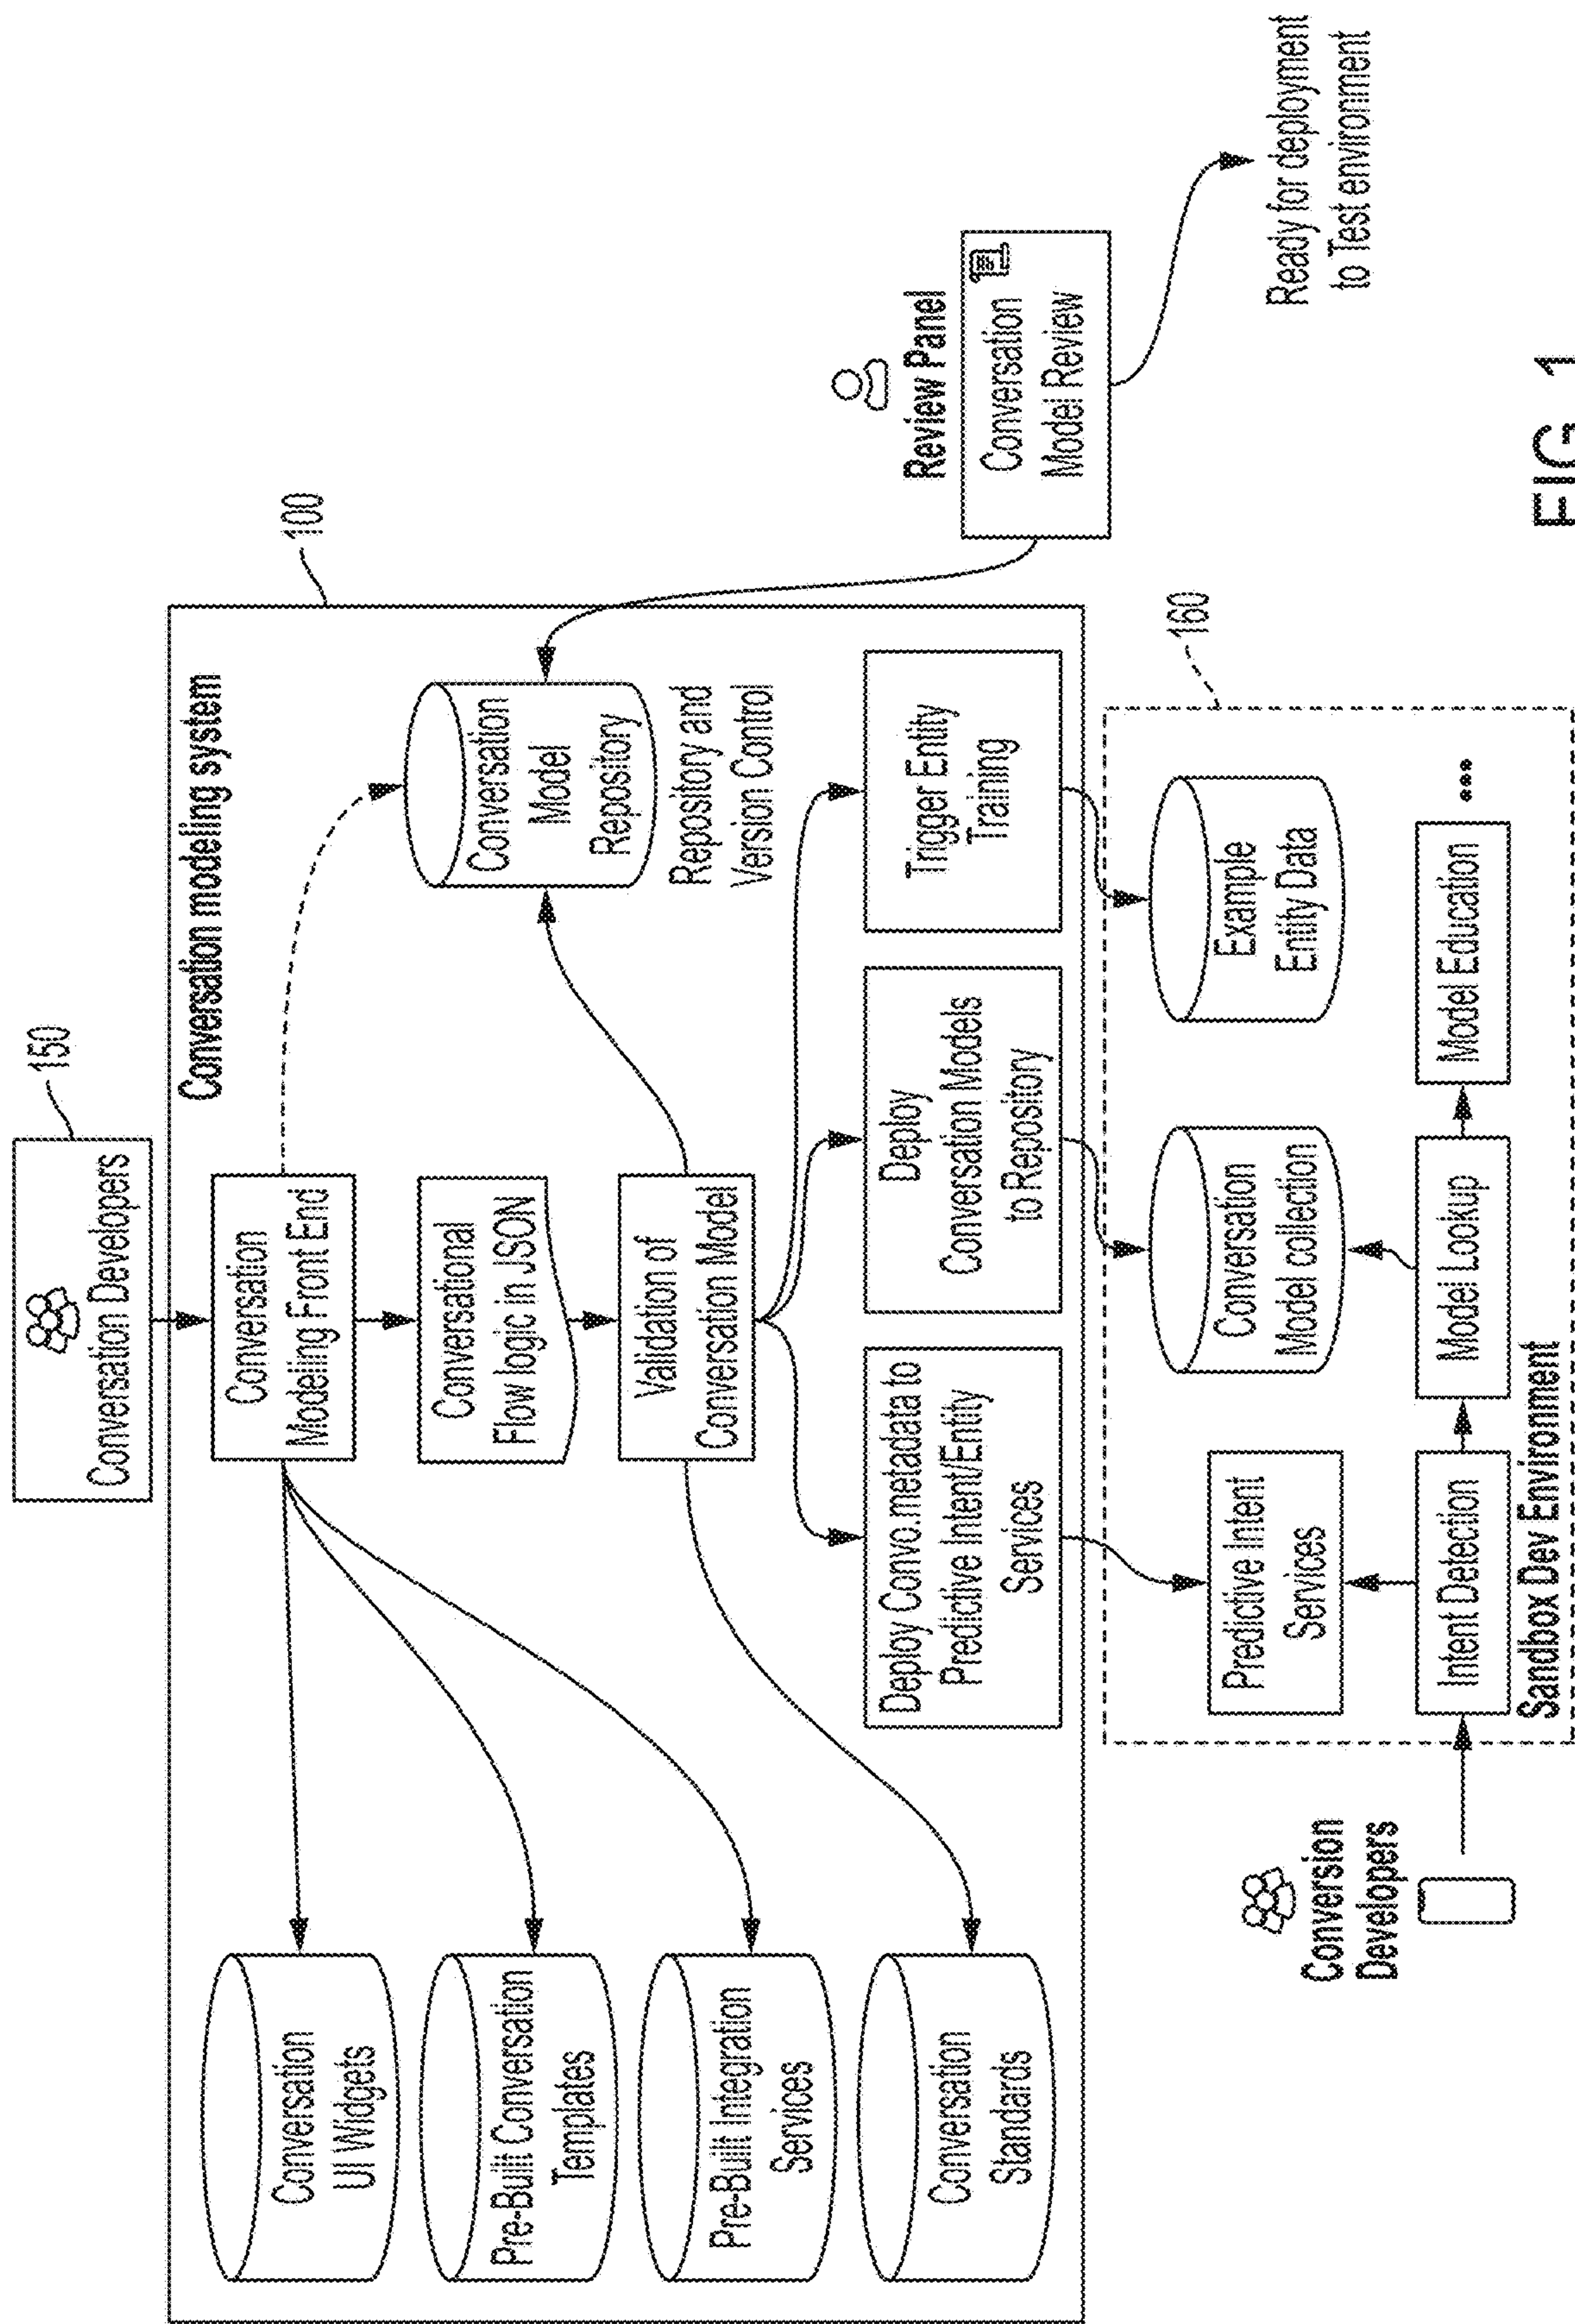 150
Conversation Developers
100
Conversation modeling system
Conversation
UI Widgets
Pre-Built Conversation
Templates
Pre-Built Integration
Services
Conversation
Standards
Conversation
Modeling Front End
Conversational
Flow logic in JSON
Validation of
Conversation Model
Conversation
Model
Repository
Repository and
Version Control
Deploy Convo.metadata to
Predictive Intent/Entity
Services
Deploy
Conversation Models
to Repository
Trigger Entity
Training
Review Panel
Conversation
Model Review
Ready for deployment
to Test environment
160
Conversion
Developers
Predictive Intent
Services
Conversation
Model collection
Example
Entity Data
Intent Detection
Model Lookup
Model Education
...
Sandbox Dev Environment
FIG. 1